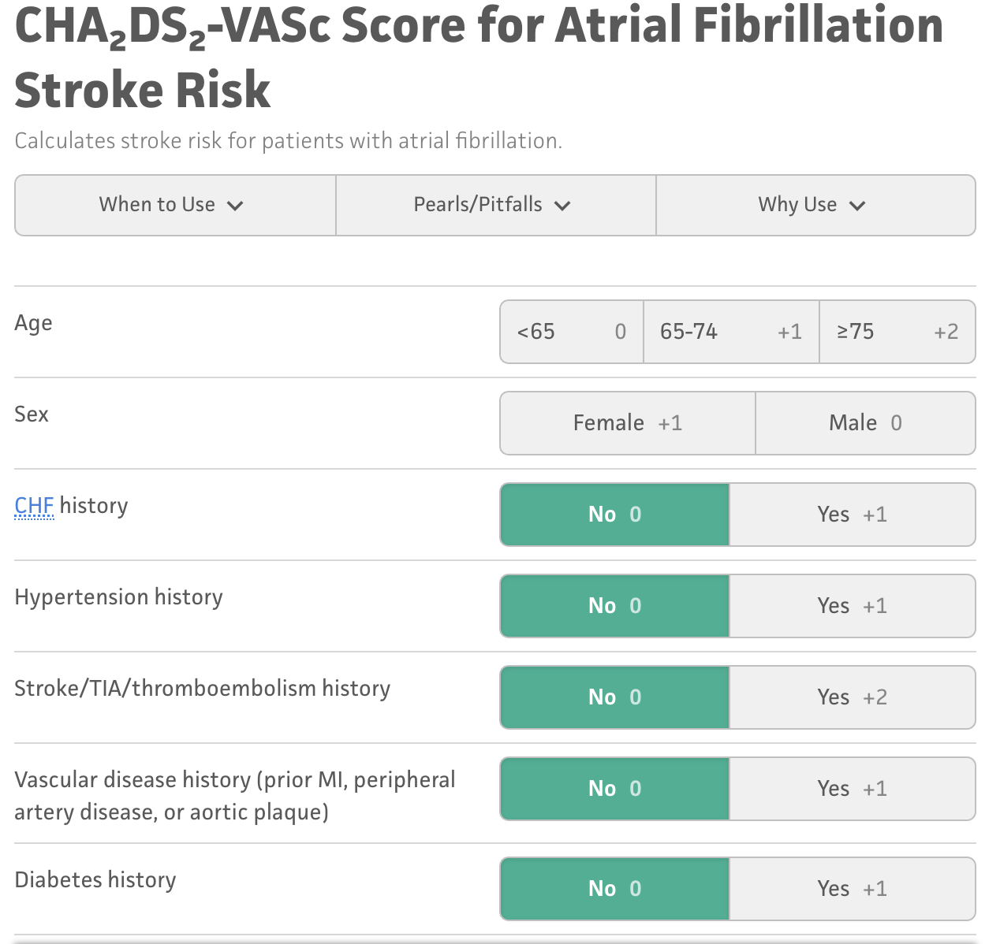 CHA₂DS₂-VASc Score for Atrial Fibrillation
Stroke Risk
Calculates stroke risk for patients with atrial fibrillation.
When to Use Pearls/Pitfalls Why Use
Age <65 0 65-74 +1 ≥75 +2
Sex Female +1 Male 0
CHF history No 0 Yes +1
Hypertension history No 0 Yes +1
Stroke/TIA/thromboembolism history No 0 Yes +2
Vascular disease history (prior MI, peripheral
artery disease, or aortic plaque) No 0 Yes +1
Diabetes history No 0 Yes +1